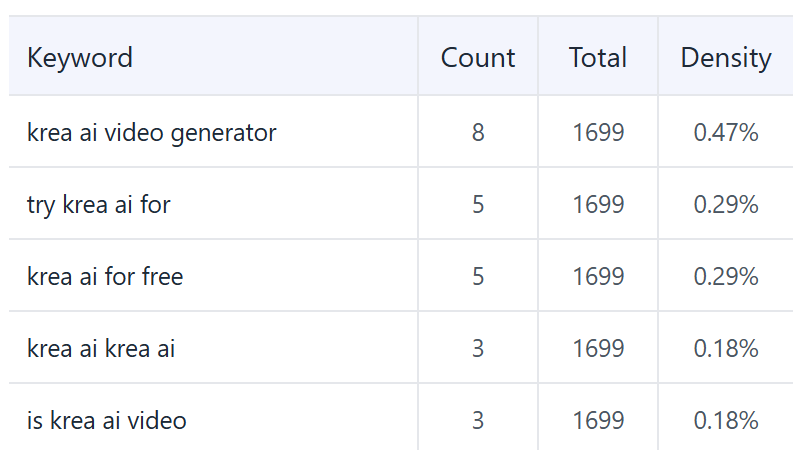 Keyword Count Total Density
krea ai video generator 8 1699 0.47%
try krea ai for 5 1699 0.29%
krea ai for free 5 1699 0.29%
krea ai krea ai 3 1699 0.18%
is krea ai video 3 1699 0.18%